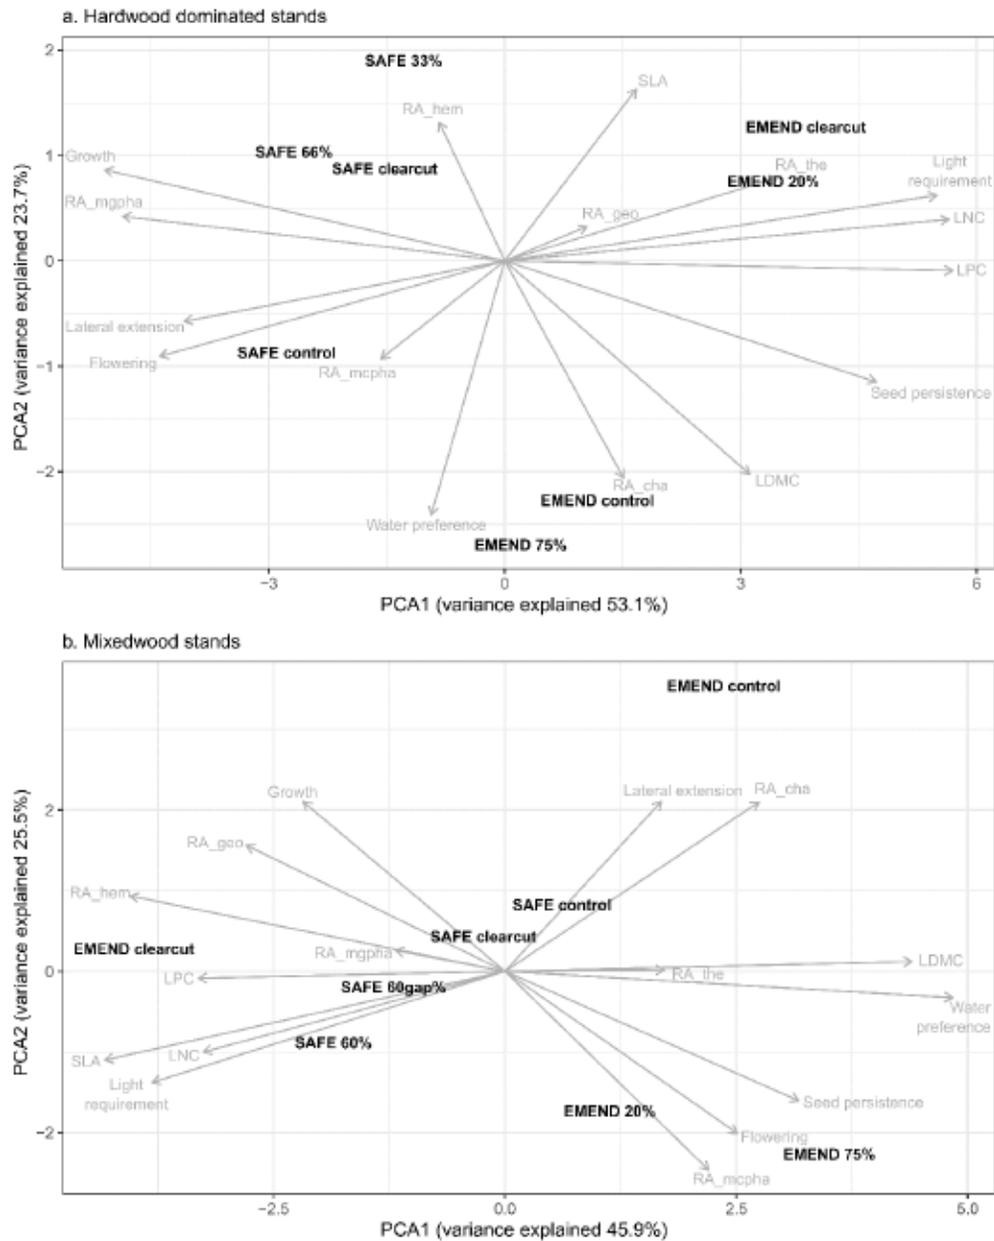 a. Hardwood dominated stands
2
SAFE 33%
SLA
RA_hem
EMEND clearcut
1
Growth
SAFE 66%
SAFE clearcut
RA_the
Light
requirement
EMEND 20%
RA_mgpha
RA_geo
LNC
0
LPC
Lateral extension
Flowering
SAFE control
RA_mcpha
−1
Seed persistence
−2
RA_cha
LDMC
EMEND control
Water preference
EMEND 75%
PCA2 (variance explained 23.7%)
−3
0
3
6
PCA1 (variance explained 53.1%)
b. Mixedwood stands
EMEND control
Growth
Lateral extension
RA_cha
2
RA_geo
RA_hem
SAFE control
SAFE clearcut
EMEND clearcut
RA_mgpha
0
LPC
RA_the
LDMC
SAFE 60gap%
Water
preference
SAFE 60%
SLA
LNC
Light
requirement
Seed persistence
EMEND 20%
−2
Flowering
EMEND 75%
RA_mcpha
PCA2 (variance explained 25.5%)
−2.5
0.0
2.5
5.0
PCA1 (variance explained 45.9%)